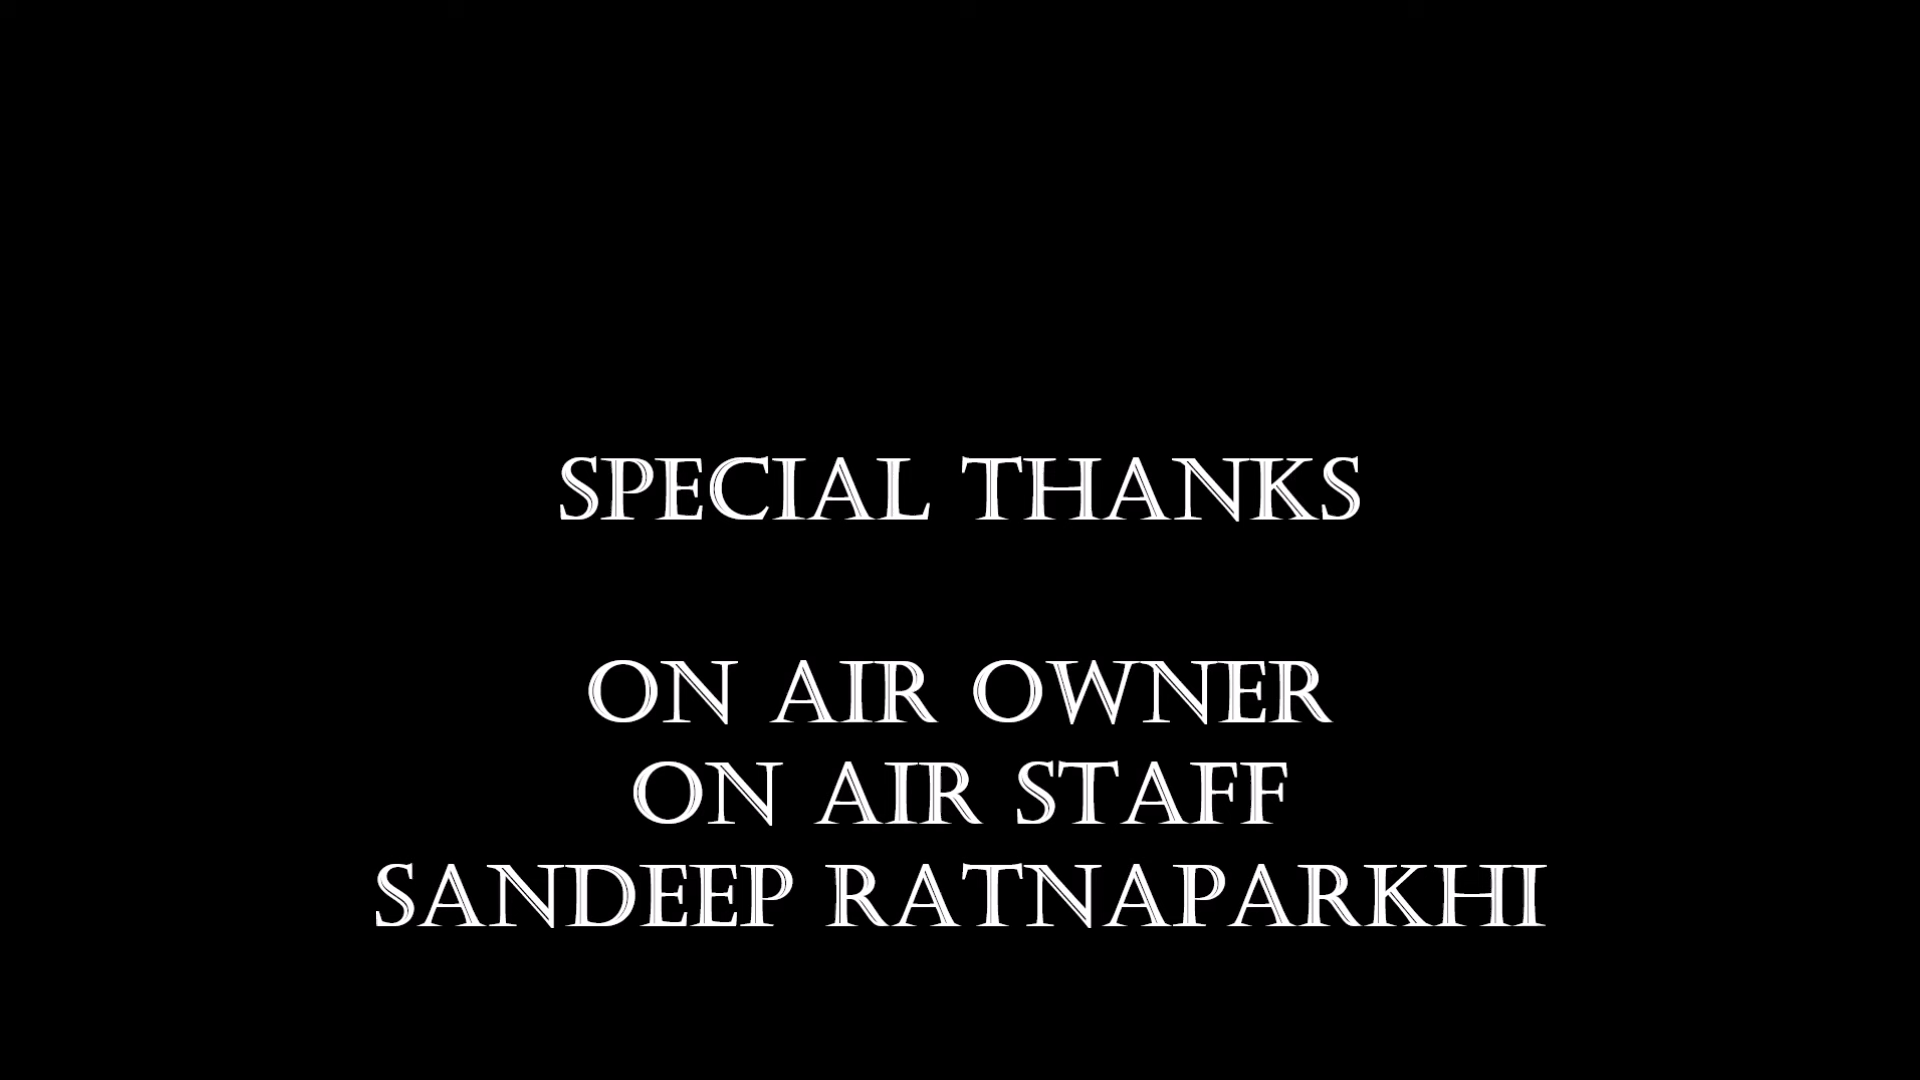 SPECIAL THANKS
ON AIR OWNER
ON AIR STAFF
SANDEEP RATNAPARKHI